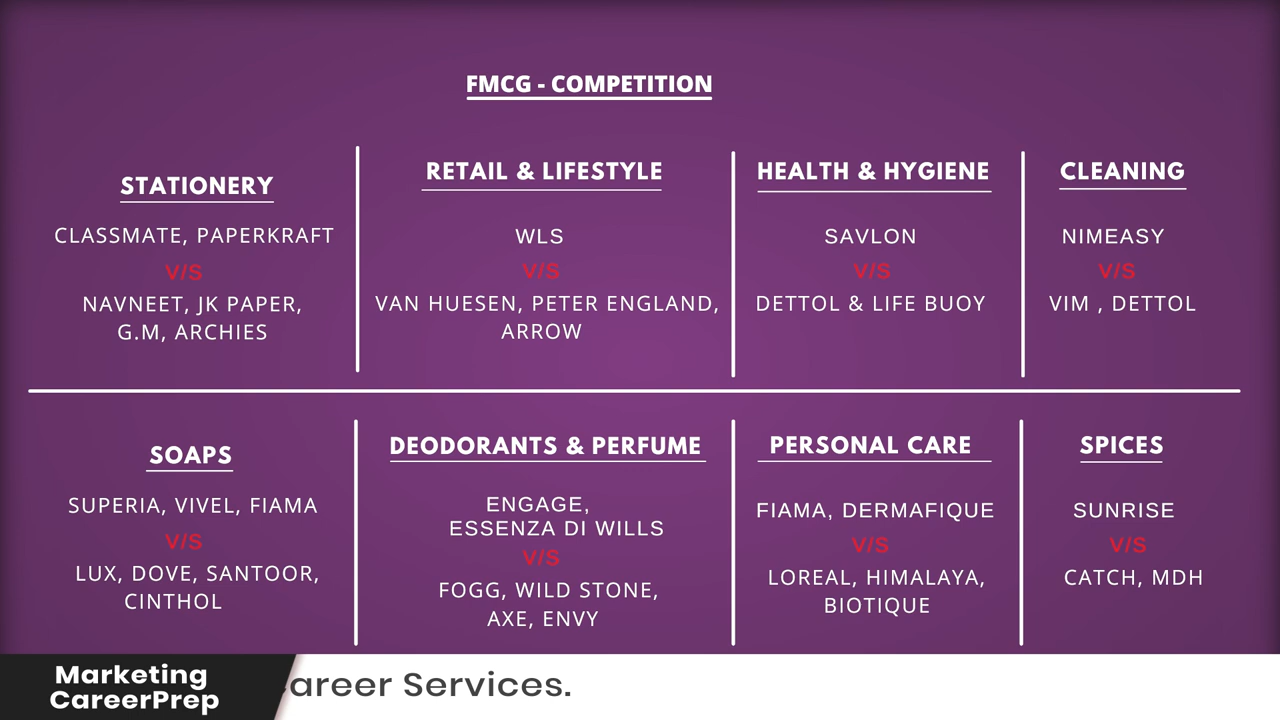 FMCG - COMPETITION
STATIONERY
CLASSMATE, PAPERKRAFT
V/S
NAVNEET, JK PAPER,
G.M, ARCHIES
RETAIL & LIFESTYLE
WLS
V/S
VAN HUESEN, PETER ENGLAND,
ARROW
HEALTH & HYGIENE
SAVLON
V/S
DETTOL & LIFE BUOY
CLEANING
NIMEASY
V/S
VIM , DETTOL
SOAPS
SUPERIA, VIVEL, FIAMA
V/S
LUX, DOVE, SANTOOR,
CINTHOL
DEODORANTS & PERFUME
ENGAGE,
ESSENZA DI WILLS
V/S
FOGG, WILD STONE,
AXE, ENVY
PERSONAL CARE
FIAMA, DERMAFIQUE
V/S
LOREAL, HIMALAYA,
BIOTIQUE
SPICES
SUNRISE
V/S
CATCH, MDH
Marketing
CareerPrep
areer Services.